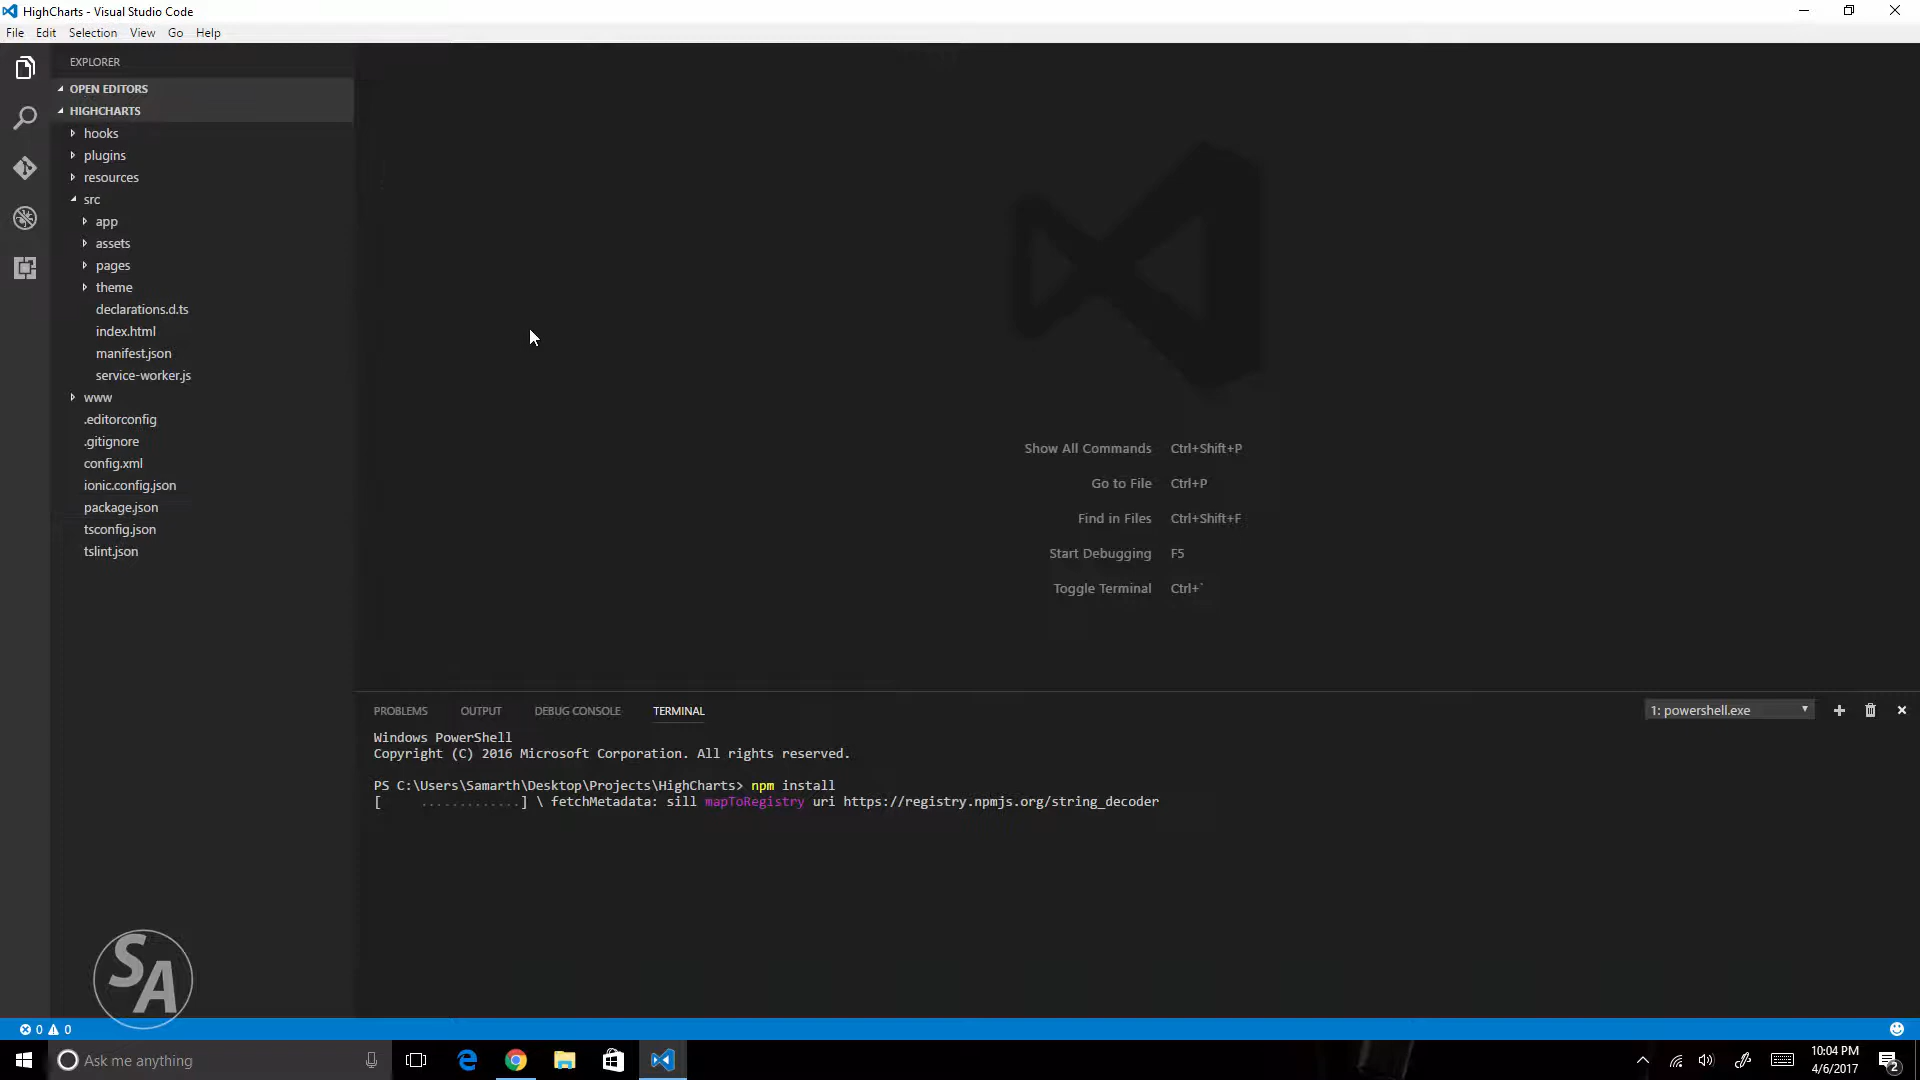 HighCharts - Visual Studio Code
File Edit Selection View Go Help
EXPLORER
OPEN EDITORS
HIGHCHARTS
hooks
plugins
resources
src
app
assets
pages
theme
declarations.d.ts
index.html
manifest.json
service-worker.js
www
.editorconfig
.gitignore
config.xml
ionic.config.json
package.json
tsconfig.json
tslint.json
Show All Commands Ctrl+Shift+P
Go to File Ctrl+P
Find in Files Ctrl+Shift+F
Start Debugging F5
Toggle Terminal Ctrl+`
PROBLEMS OUTPUT DEBUG CONSOLE TERMINAL 1: powershell.exe
Windows PowerShell
Copyright (C) 2016 Microsoft Corporation. All rights reserved.
PS C:\Users\Samarth\Desktop\Projects\HighCharts> npm install
[      .............] \ fetchMetadata: sill mapToRegistry uri https://registry.npmjs.org/string_decoder
SA
0 0
Ask me anything
10:04 PM
4/6/2017
2